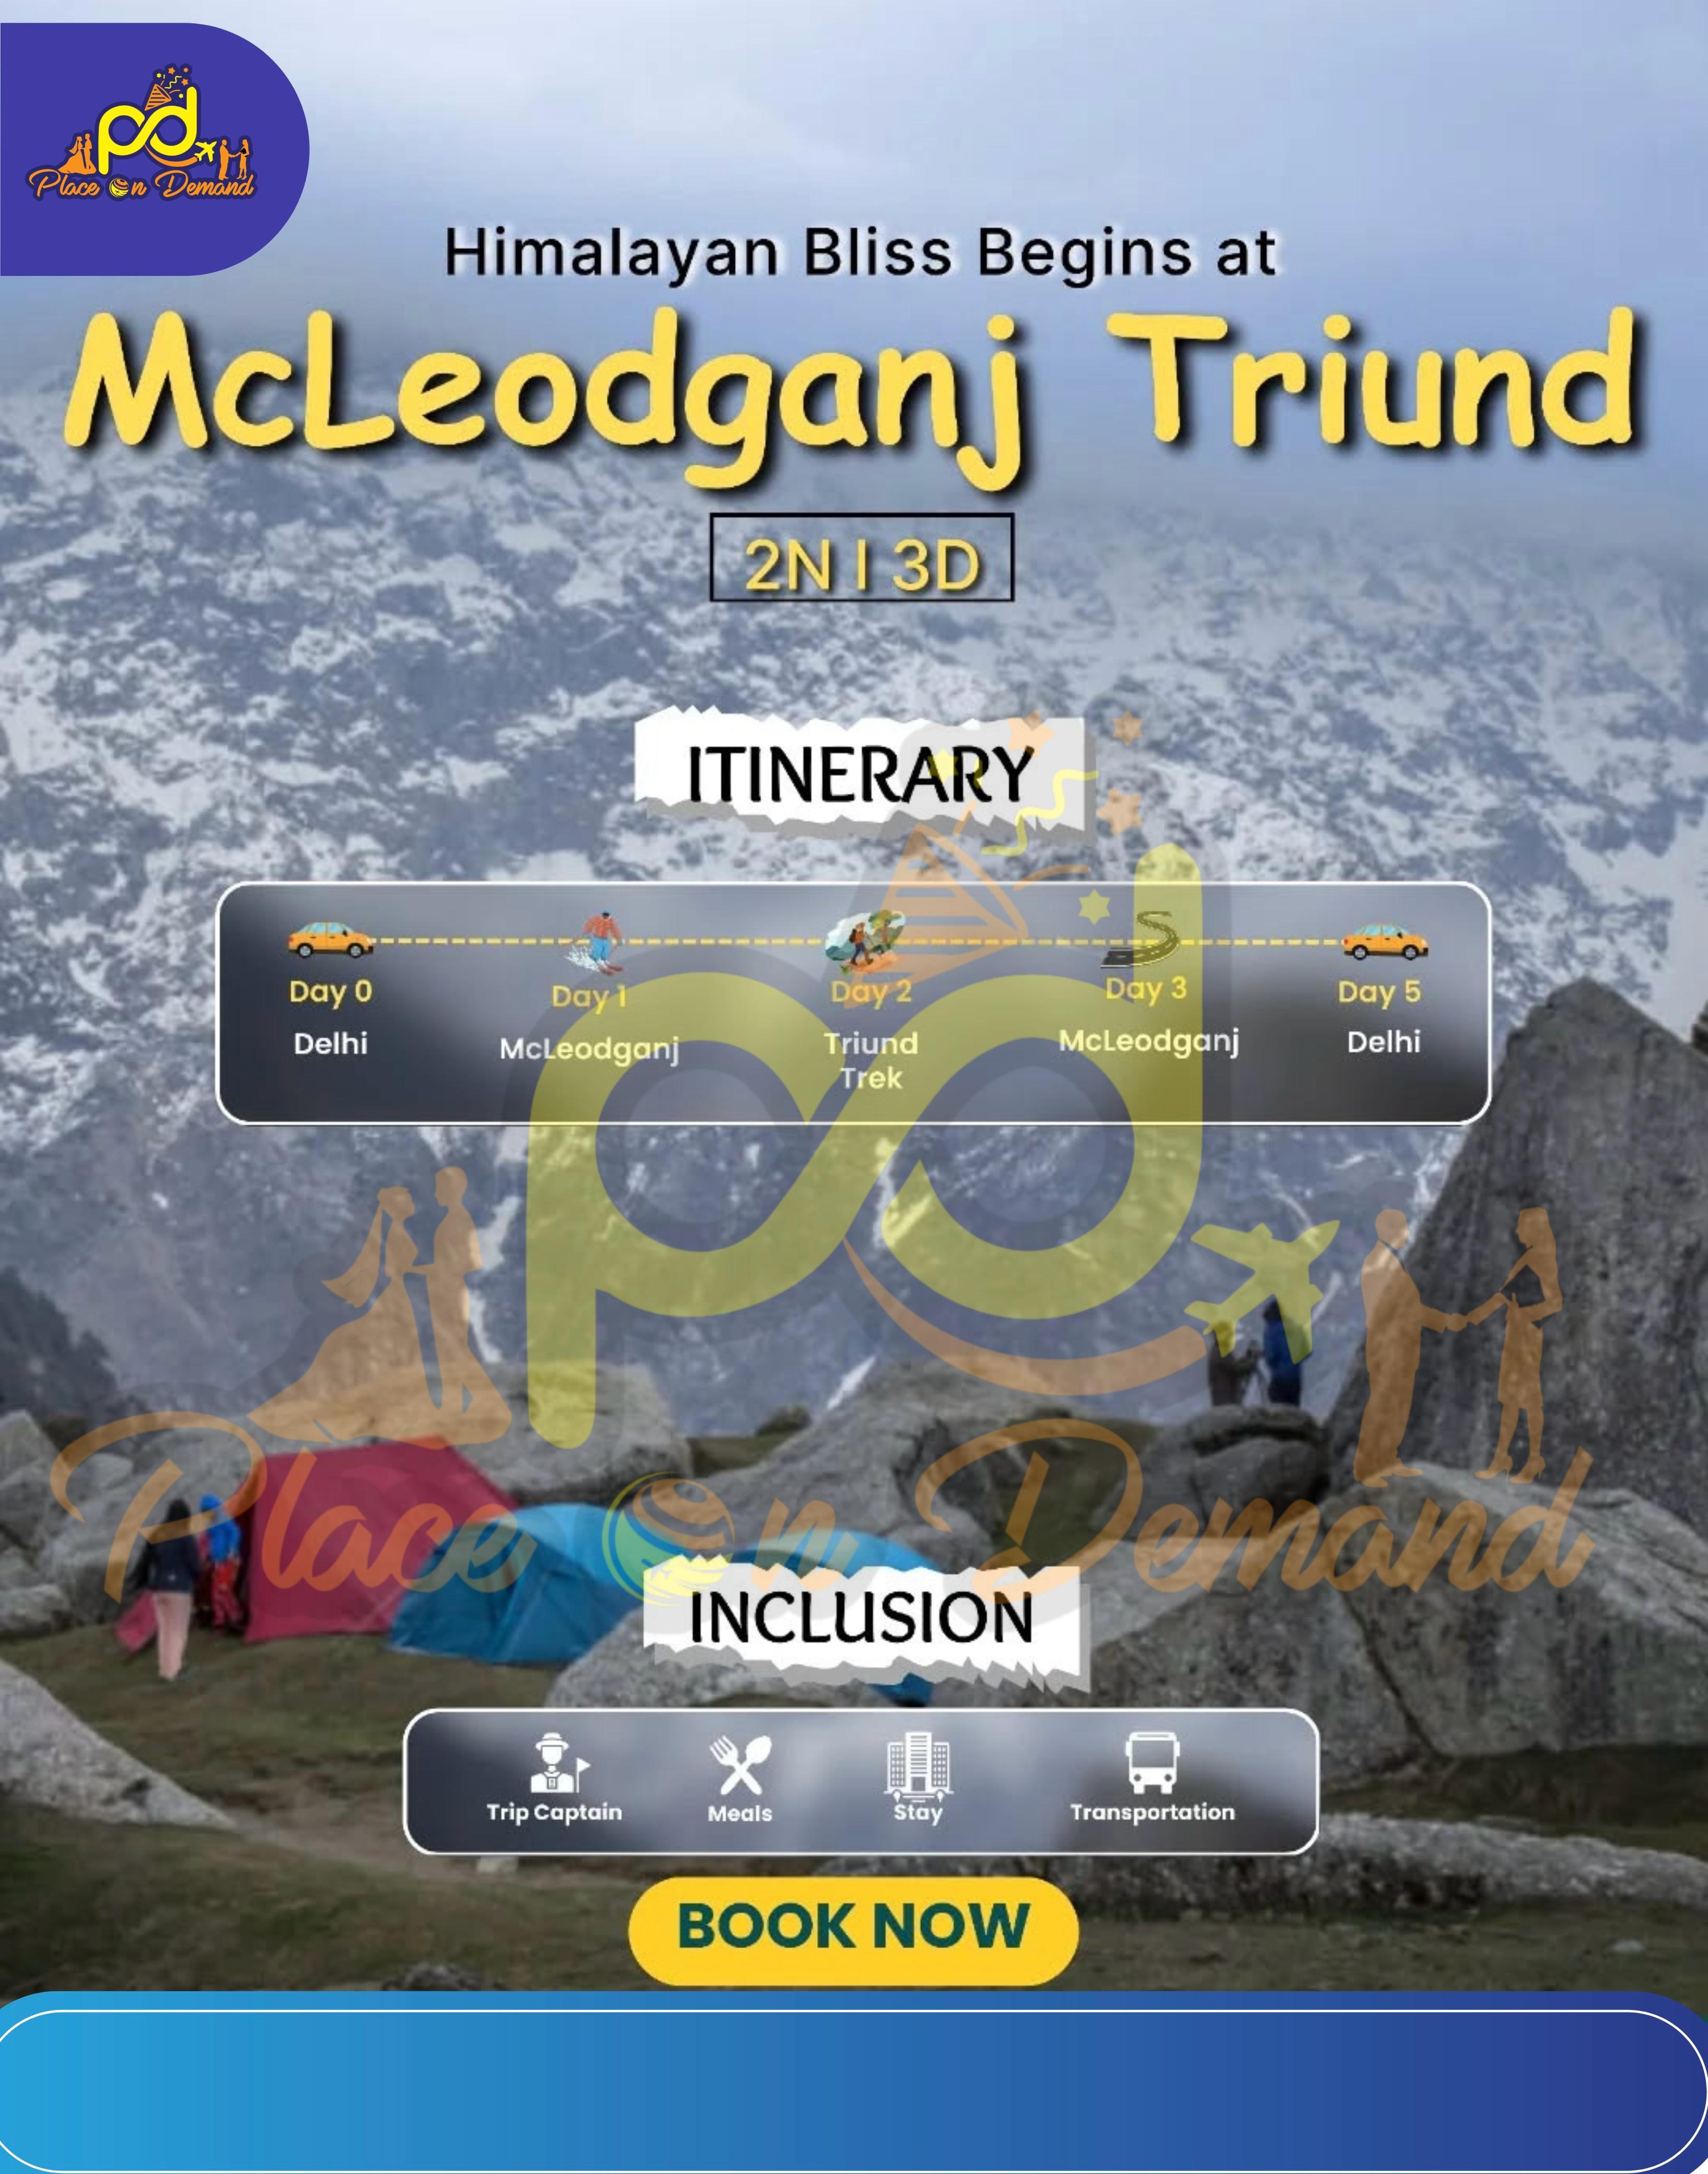 pd
Place On Demand
Himalayan Bliss Begins at
McLeodganj Triund
2N I 3D
ITINERARY
Day 0
Delhi
Day 1
McLeodganj
Day 2
Triund
Trek
Day 3
McLeodganj
Day 5
Delhi
pd
Place On Demand
INCLUSION
Trip Captain
Meals
Stay
Transportation
BOOK NOW